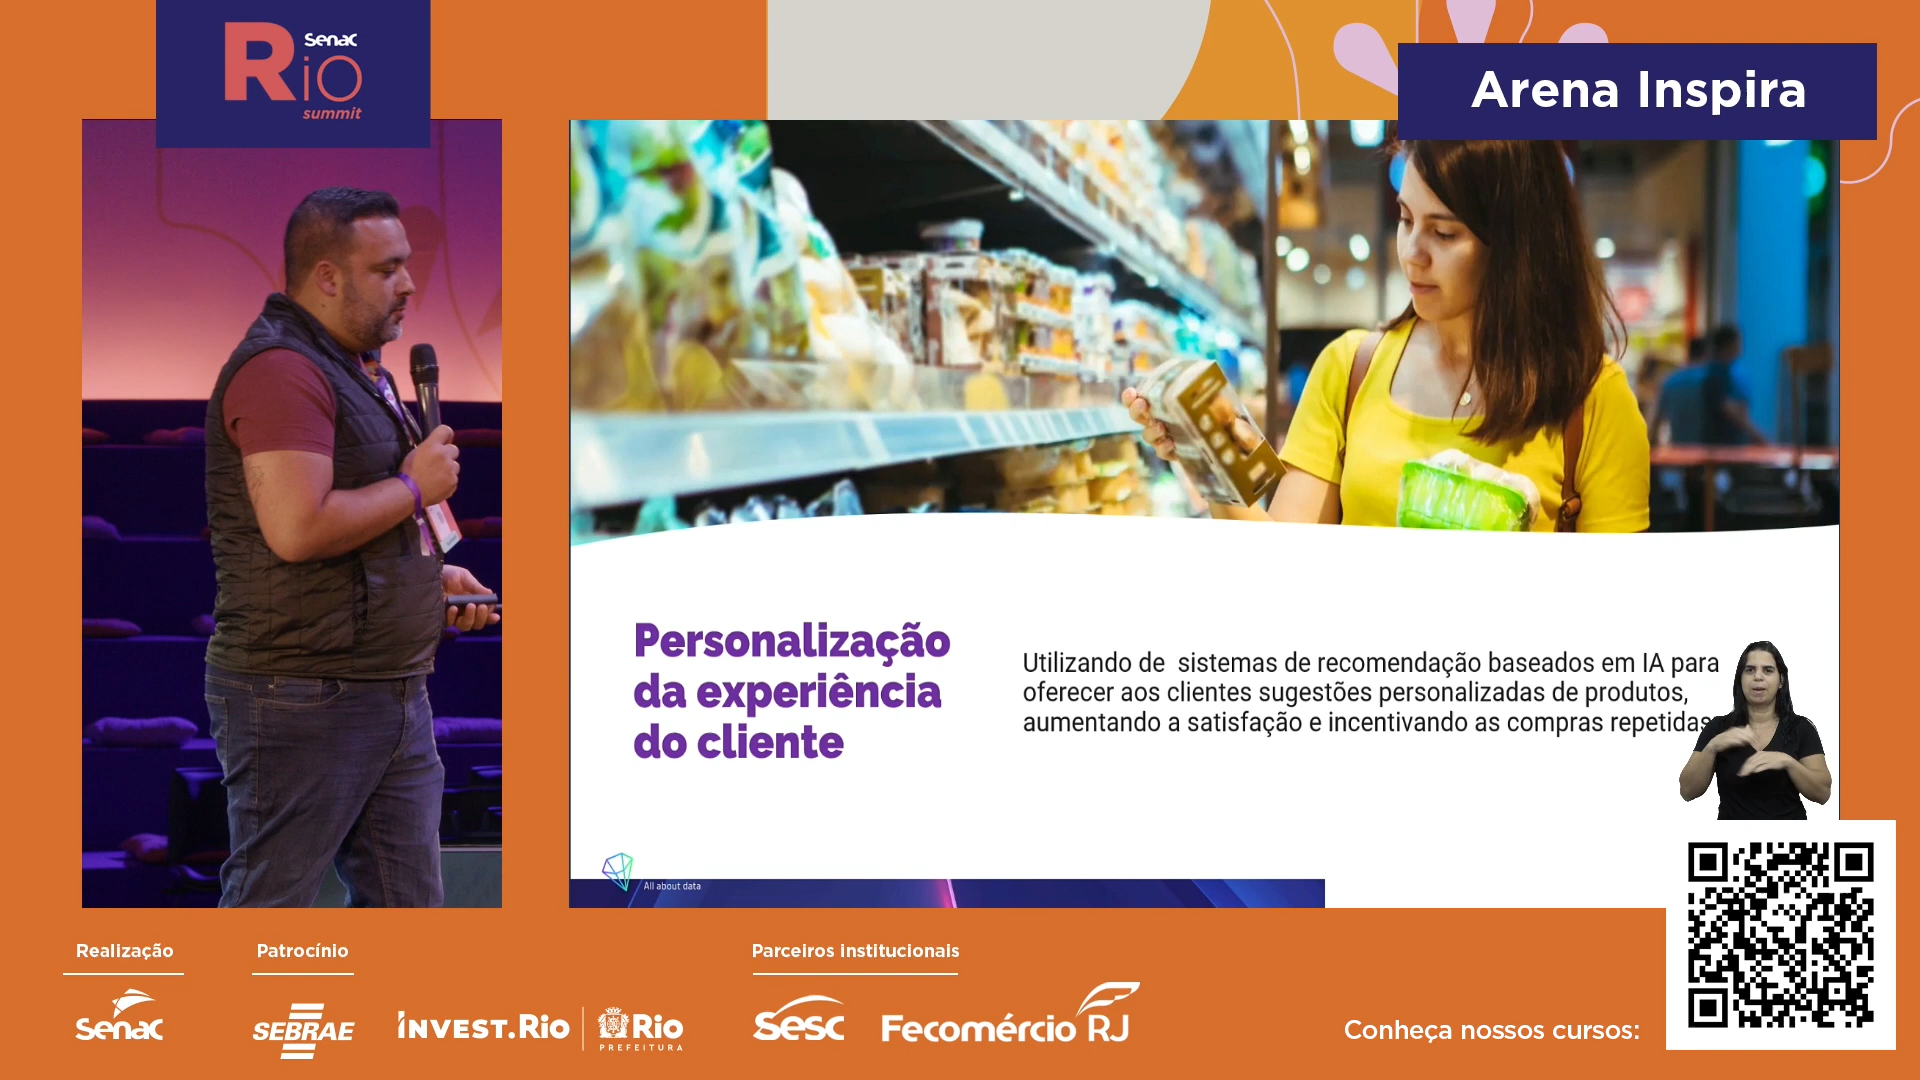 Senac
Rio
summit
Arena Inspira
Personalização
da experiência
do cliente
Utilizando de sistemas de recomendação baseados em IA para
oferecer aos clientes sugestões personalizadas de produtos,
aumentando a satisfação e incentivando as compras repetidas
All about data
Realização
Patrocínio
Parceiros institucionais
Senac
SEBRAE
INVEST.Rio
Rio
PREFEITURA
Sesc
Fecomércio RJ
Conheça nossos cursos: